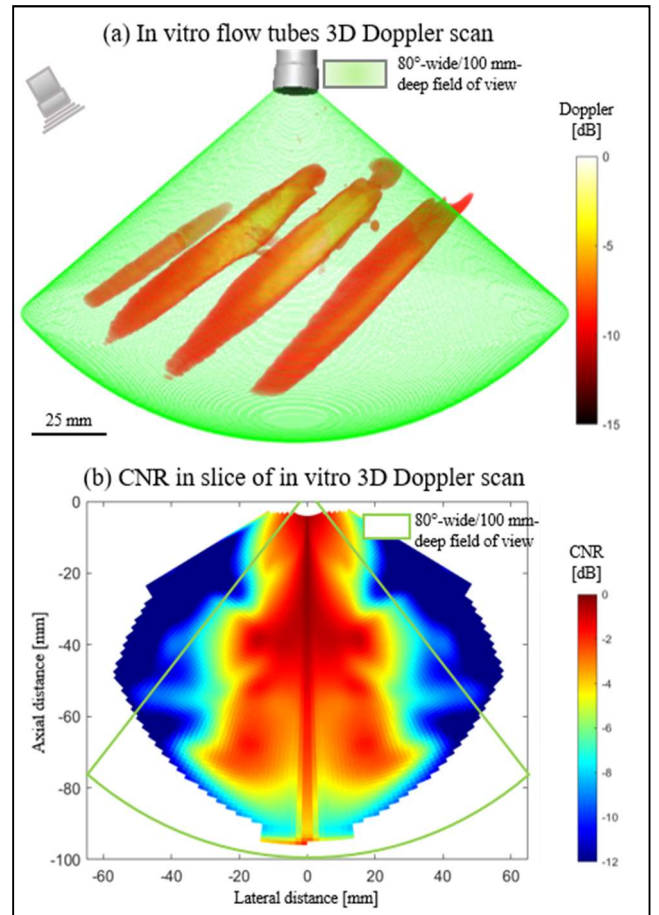 (a) In vitro flow tubes 3D Doppler scan
80°-wide/100 mm-
deep field of view
Doppler
[dB]
0
-5
-10
-15
25 mm
(b) CNR in slice of in vitro 3D Doppler scan
80°-wide/100 mm-
deep field of view
CNR
[dB]
0
-2
-4
-6
-8
-10
-12
Axial distance [mm]
0
-20
-40
-60
-80
-100
-60 -40 -20 0 20 40 60
Lateral distance [mm]